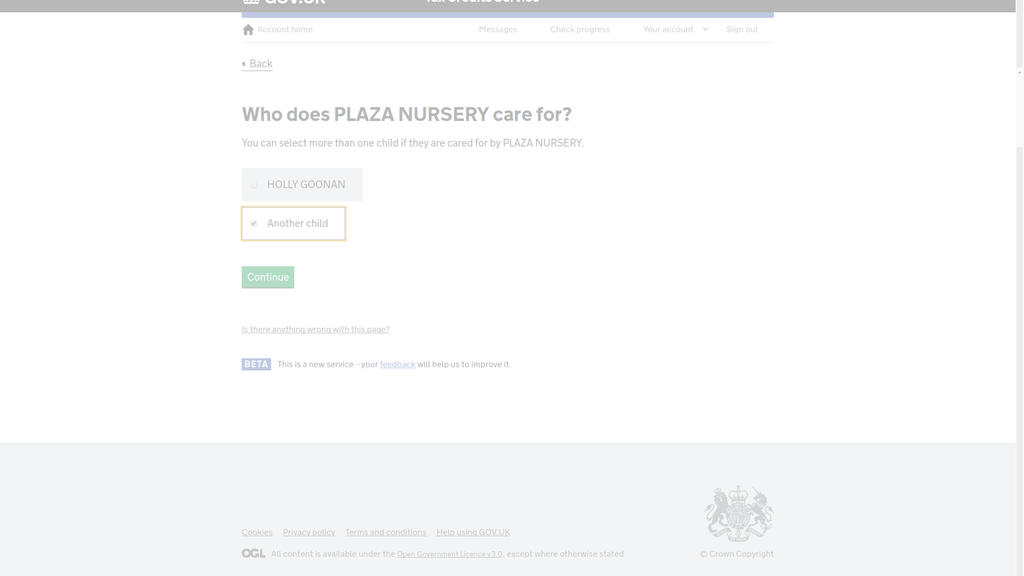 GOV.UK Tax Credits Service
Account home Messages Check progress Your account Sign out
Back
Who does PLAZA NURSERY care for?
You can select more than one child if they are cared for by PLAZA NURSERY.
HOLLY GOONAN
Another child
Continue
Is there anything wrong with this page?
BETA This is a new service - your feedback will help us to improve it.
Cookies Privacy policy Terms and conditions Help using GOV.UK
OGL All content is available under the Open Government Licence v3.0, except where otherwise stated
© Crown Copyright